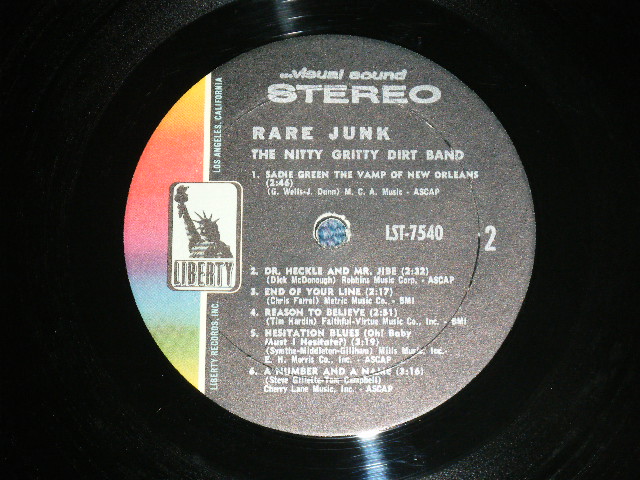 visual sound
STEREO
RARE JUNK
THE NITTY GRITTY DIRT BAND
1. SADIE GREEN THE VAMP OF NEW ORLEANS
(2:46)
(G. Wells-J. Dunn) M. C. A. Music - ASCAP
LST-7540
2
2. DR. HECKLE AND MR. JIBE (2:32)
(Dick McDonough) Robbins Music Corp. - ASCAP
3. END OF YOUR LINE (2:17)
(Chris Farrel) Metric Music Co. - BMI
4. REASON TO BELIEVE (2:51)
(Tim Hardin) Faithful-Virtue Music Co., Inc. - BMI
5. HESITATION BLUES (Oh! Baby
Must I Hesitate?) (3:19)
(Smythe-Middleton-Gillham) Mills Music, Inc.-
E. H. Morris Co., Inc. - ASCAP
6. A NUMBER AND A NAME (3:16)
(Steve Gillette-Tom Campbell)
Cherry Lane Music, Inc. - ASCAP
LIBERTY
LOS ANGELES, CALIFORNIA
LIBERTY RECORDS, INC.